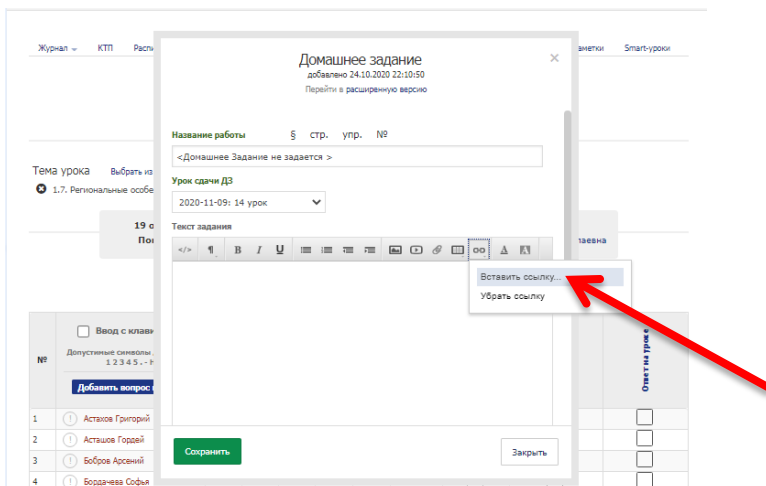 Журнал КТП Распи
аметки Smart-уроки
Домашнее задание
добавлено 24.10.2020 22:10:50
Перейти в расширенную версию
Название работы § стр. упр. №
<Домашнее Задание не задается >
Тема урока Выбрать из
1.7. Региональные особе
Урок сдачи ДЗ
2020-11-09: 14 урок
Текст задания
19 о
По
лаевна
</> ¶ B I U A A
Вставить ссылку...
Убрать ссылку
Ввод с клави
№ Допустимые символы
1 2 3 4 5 . - Н
Добавить вопрос
Ответ на уроке
1 Астахов Григорий
2 Асташов Гордей
3 Бобров Арсений
4 Бордачева Софья
Сохранить
Закрыть